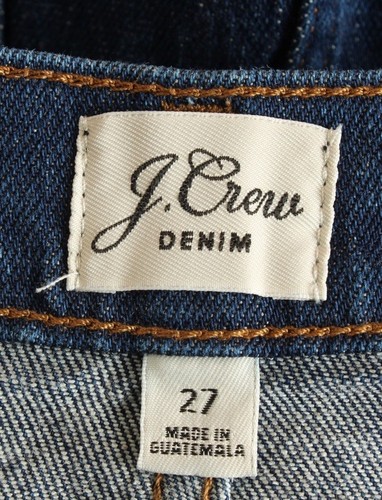 J.Crew
DENIM
27
MADE IN
GUATEMALA